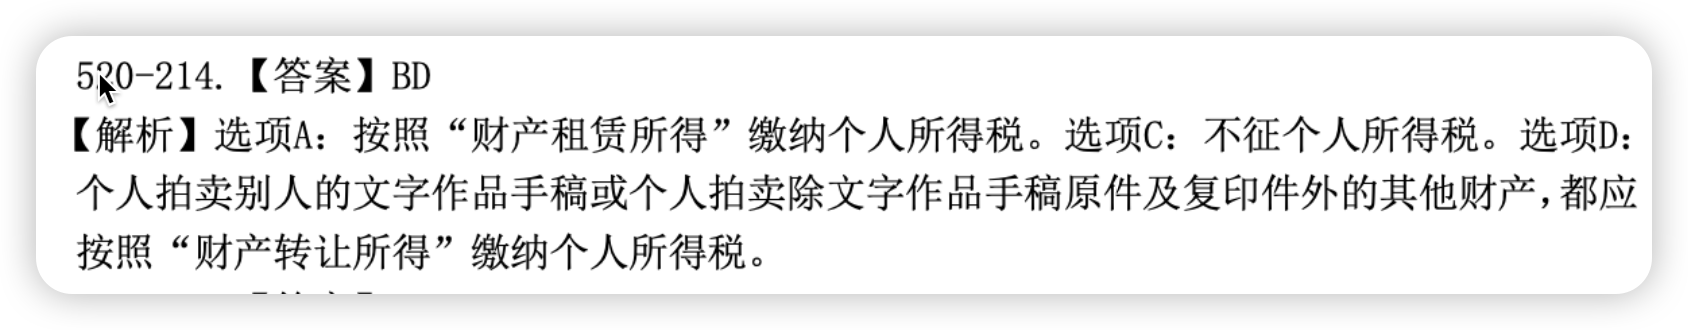 520-214.【答案】BD
【解析】选项A：按照“财产租赁所得”缴纳个人所得税。选项C：不征个人所得税。选项D：
个人拍卖别人的文字作品手稿或个人拍卖除文字作品手稿原件及复印件外的其他财产，都应
按照“财产转让所得”缴纳个人所得税。